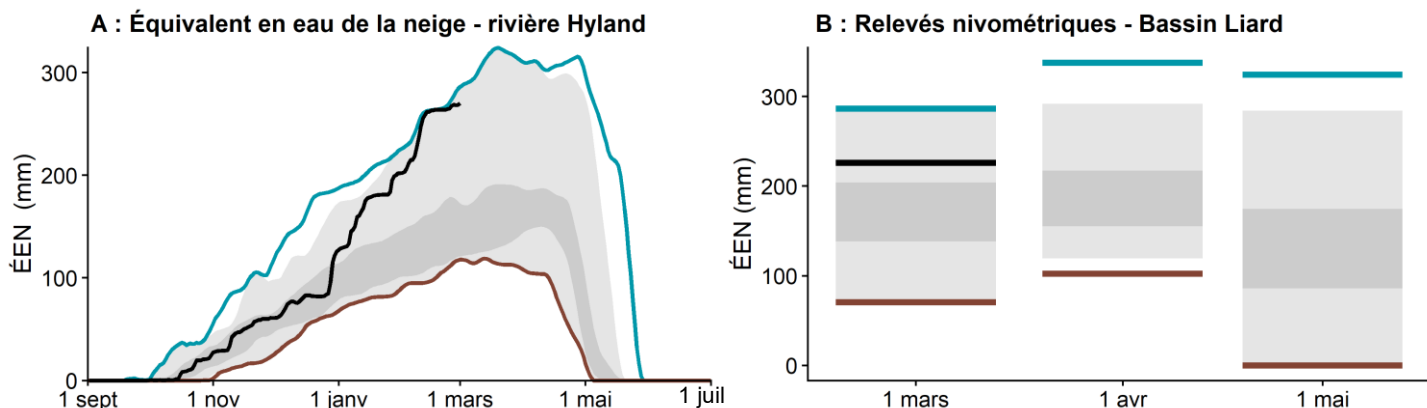 A : Équivalent en eau de la neige - rivière Hyland
ÉEN (mm)
300
200
100
0
1 sept
1 nov
1 janv
1 mars
1 mai
1 juil
B : Relevés nivométriques - Bassin Liard
ÉEN (mm)
300
200
100
0
1 mars
1 avr
1 mai